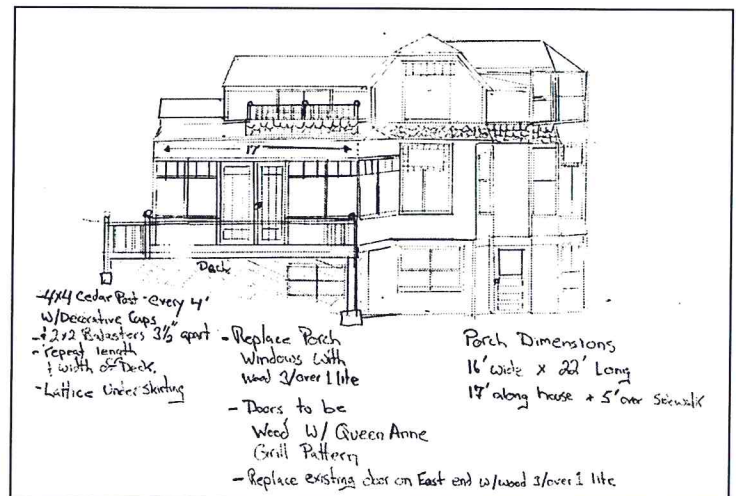 17'
Deck
-4x4 Cedar Post - Every 4'
W/Decorative Caps
- & 2x2 Balasters 3½" apart
- repeat length
& width of Deck.
- Lattice Under Skirting
- Replace Porch
Windows with
Wood 3/over 1 lite
- Doors to be
Wood W/ Queen Anne
Grill Pattern
- Replace existing door on East end w/wood 3/over 1 lite
Porch Dimensions
16' wide x 22' Long
17' along house + 5' over Sidewalk